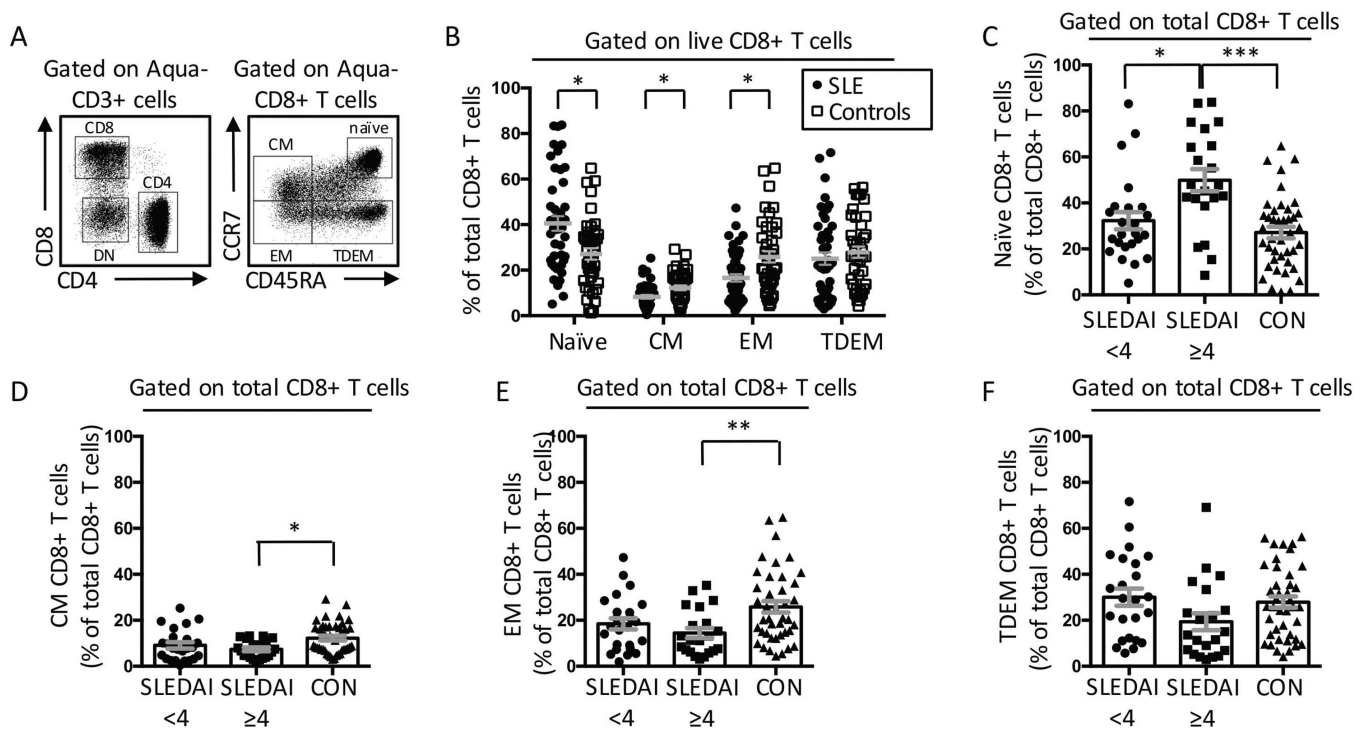 A
Gated on Aqua-
CD3+ cells
CD8
CD4
DN
CD8
CD4
Gated on Aqua-
CD8+ T cells
CM
naïve
EM
TDEM
CCR7
CD45RA
B
Gated on live CD8+ T cells
% of total CD8+ T cells
100
80
60
40
20
0
* * *
SLE
Controls
Naïve CM EM TDEM
C
Gated on total CD8+ T cells
Naive CD8+ T cells
(% of total CD8+ T cells)
100
80
60
40
20
0
* ***
SLEDAI SLEDAI CON
<4 ≥4
D
Gated on total CD8+ T cells
CM CD8+ T cells
(% of total CD8+ T cells)
100
80
60
40
20
0
*
SLEDAI SLEDAI CON
<4 ≥4
E
Gated on total CD8+ T cells
EM CD8+ T cells
(% of total CD8+ T cells)
100
80
60
40
20
0
**
SLEDAI SLEDAI CON
<4 ≥4
F
Gated on total CD8+ T cells
TDEM CD8+ T cells
(% of total CD8+ T cells)
100
80
60
40
20
0
SLEDAI SLEDAI CON
<4 ≥4